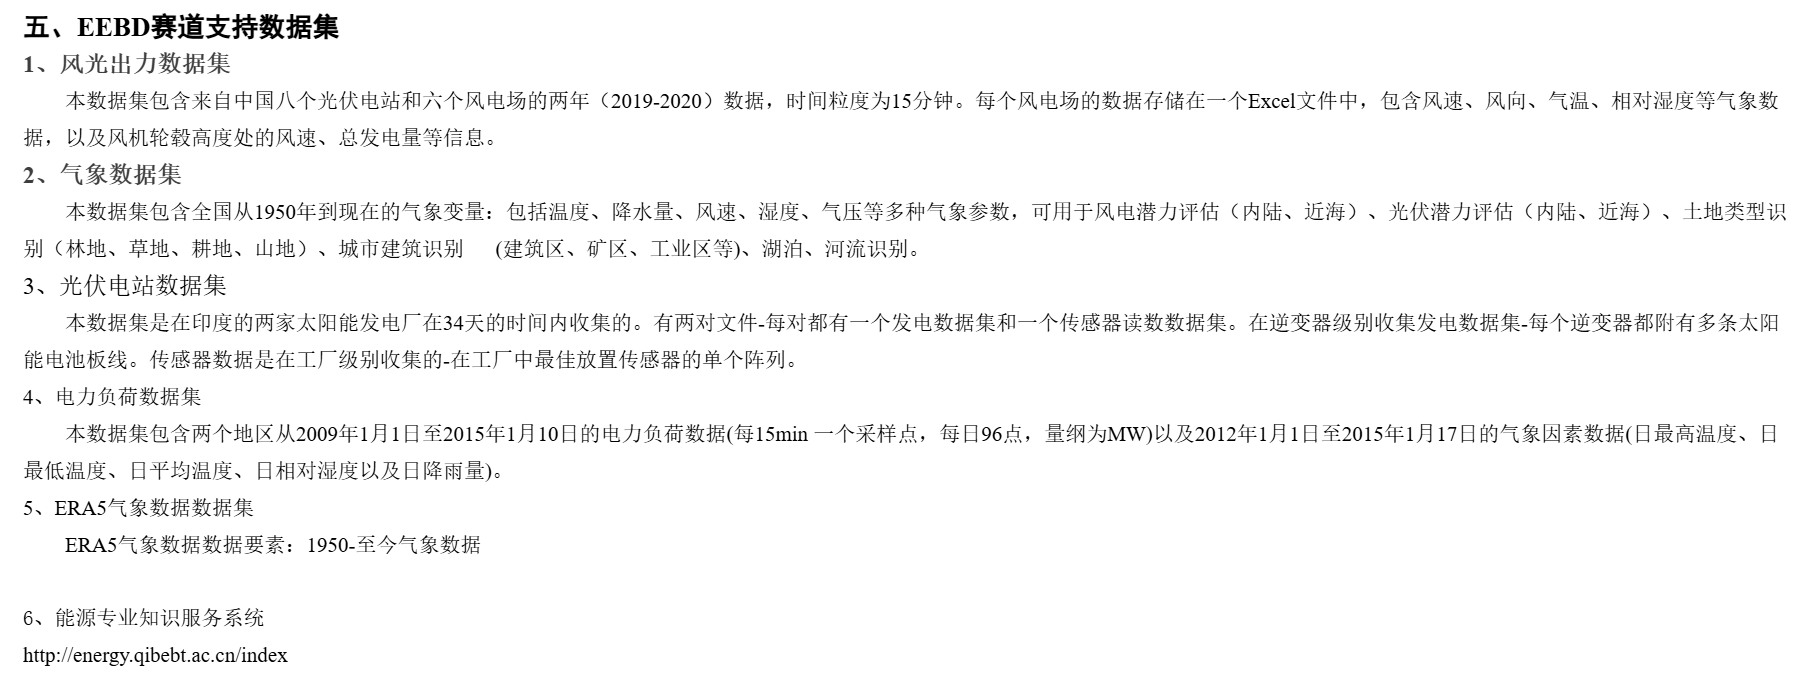 五、EEBD赛道支持数据集
1、风光出力数据集
本数据集包含来自中国八个光伏电站和六个风电场的两年（2019-2020）数据，时间粒度为15分钟。每个风电场的数据存储在一个Excel文件中，包含风速、风向、气温、相对湿度等气象数
据，以及风机轮毂高度处的风速、总发电量等信息。
2、气象数据集
本数据集包含全国从1950年到现在的气象变量：包括温度、降水量、风速、湿度、气压等多种气象参数，可用于风电潜力评估（内陆、近海）、光伏潜力评估（内陆、近海）、土地类型识
别（林地、草地、耕地、山地）、城市建筑识别 (建筑区、矿区、工业区等)、湖泊、河流识别。
3、光伏电站数据集
本数据集是在印度的两家太阳能发电厂在34天的时间内收集的。有两对文件-每对都有一个发电数据集和一个传感器读数数据集。在逆变器级别收集发电数据集-每个逆变器都附有多条太阳
能电池板线。传感器数据是在工厂级别收集的-在工厂中最佳放置传感器的单个阵列。
4、电力负荷数据集
本数据集包含两个地区从2009年1月1日至2015年1月10日的电力负荷数据(每15min 一个采样点，每日96点，量纲为MW)以及2012年1月1日至2015年1月17日的气象因素数据(日最高温度、日
最低温度、日平均温度、日相对湿度以及日降雨量)。
5、ERA5气象数据数据集
ERA5气象数据数据要素：1950-至今气象数据
6、能源专业知识服务系统
http://energy.qibebt.ac.cn/index